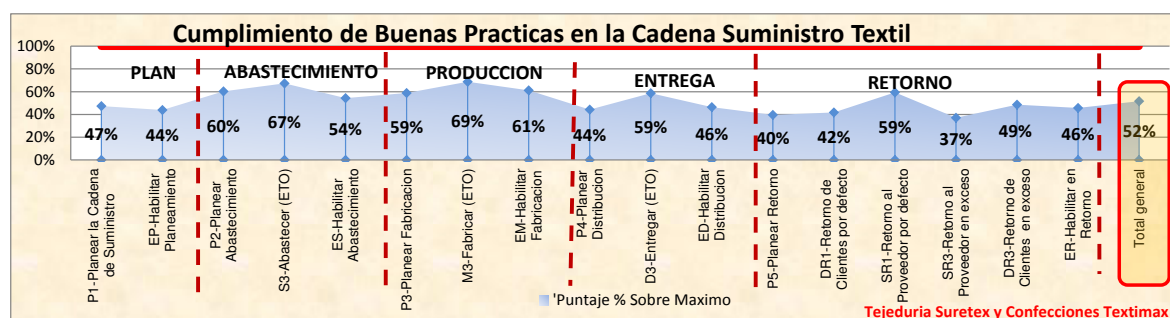 Cumplimiento de Buenas Practicas en la Cadena Suministro Textil
100%
80%
60%
40%
20%
0%
PLAN
ABASTECIMIENTO
PRODUCCION
ENTREGA
RETORNO
47%
44%
60%
67%
54%
59%
69%
61%
44%
59%
46%
40%
42%
59%
37%
49%
46%
52%
P1-Planear la Cadena
de Suministro
EP-Habilitar
Planeamiento
P2-Planear
Abastecimiento
S3-Abastecer (ETO)
ES-Habilitar
Abastecimiento
P3-Planear Fabricacion
M3-Fabricar (ETO)
EM-Habilitar
Fabricacion
P4-Planear
Distribucion
D3-Entregar (ETO)
ED-Habilitar
Distribucion
P5-Planear Retorno
DR1-Retorno de
Clientes por defecto
SR1-Retorno al
Proveedor por defecto
SR3-Retorno al
Proveedor en exceso
DR3-Retorno de
Clientes en exceso
ER-Habilitar en
Retorno
Total general
'Puntaje % Sobre Maximo
Tejeduria Suretex y Confecciones Textimax